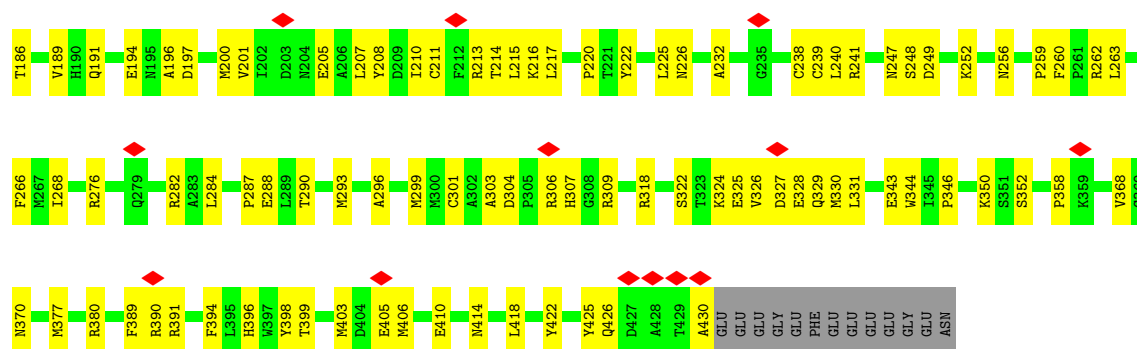 T186 V189 H190 Q191 E194 N195 A196 D197 M200 V201 I202 D203 N204 E205 A206 L207 Y208 D209 I210 C211 F212 R213 T214 L215 K216 L217 P220 T221 Y222 L225 N226 A232 G235 C238 C239 L240 R241 N247 S248 D249 K252 N256 P259 F260 P261 R262 L263
F266 M267 I268 R276 Q279 R282 A283 L284 P287 E288 L289 T290 M293 A296 M299 M300 C301 A302 A303 D304 P305 R306 H307 G308 R309 R318 S322 T323 K324 E325 V326 D327 E328 Q329 M330 L331 E343 W344 I345 P346 K350 S351 S352 P358 K359 V368
N370 M377 R380 F389 R390 R391 F394 L395 H396 W397 Y398 T399 M403 D404 E405 M406 E410 N414 L418 Y422 Y425 Q426 D427 A428 T429 A430 GLU GLU GLU GLY GLU PHE GLU GLU GLU GLU GLY GLU ASN